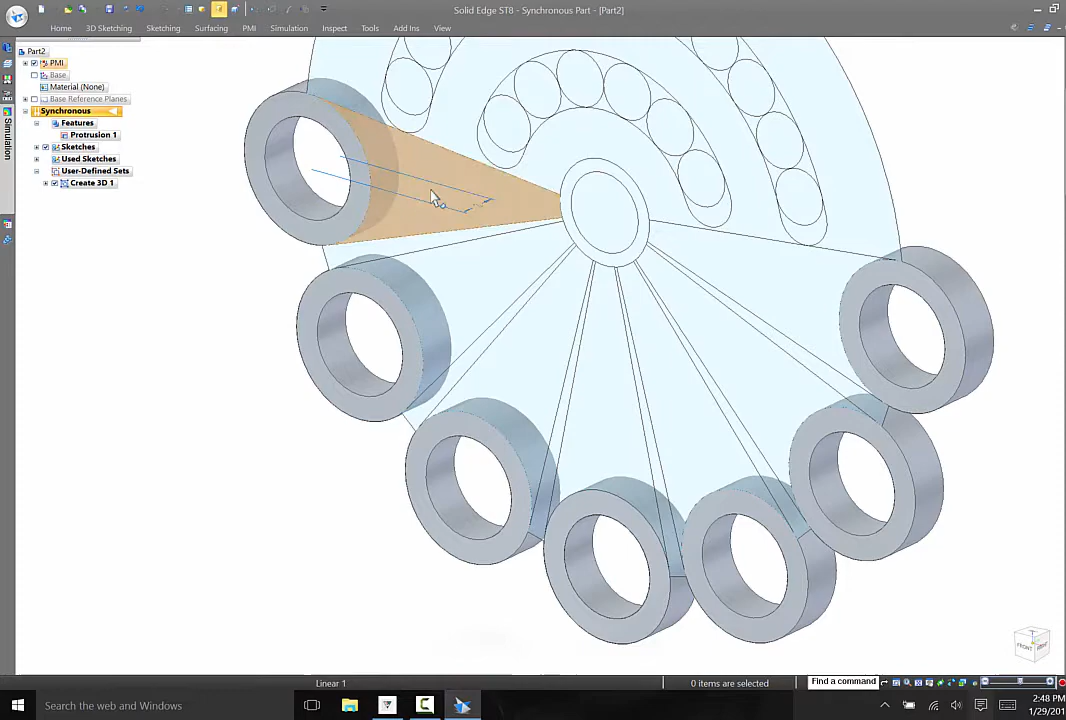 Solid Edge ST8 - Synchronous Part - [Part2]
Home 3D Sketching Sketching Surfacing PMI Simulation Inspect Tools Add Ins View
Part2
PMI
Base
Material (None)
Base Reference Planes
Synchronous
Features
Protrusion 1
Sketches
Used Sketches
User-Defined Sets
Create 3D 1
Simulation
FRONT
Linear 1
0 items are selected
Find a command
Search the web and Windows
2:48 PM
1/29/201